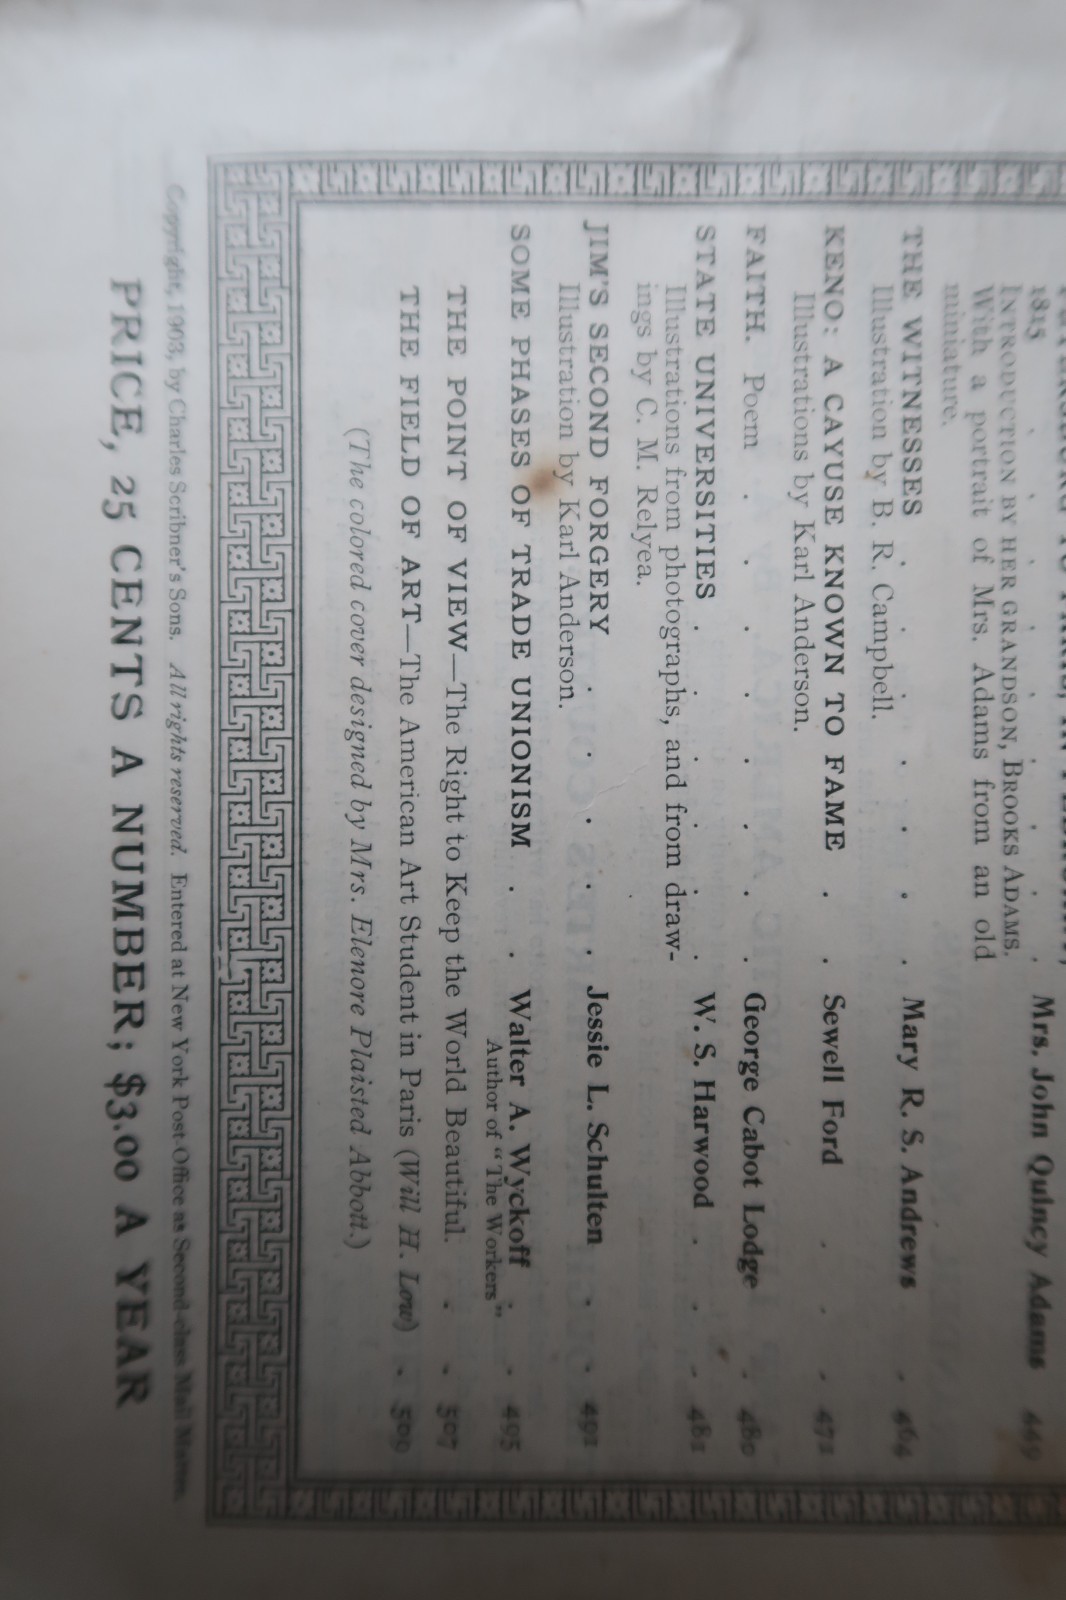 1815 . . . . . . . . Mrs. John Quincy Adams
INTRODUCTION BY HER GRANDSON, BROOKS ADAMS.
With a portrait of Mrs. Adams from an old
miniature.
THE WITNESSES . . . . . . . Mary R. S. Andrews . 464
Illustration by B. R. Campbell.
KENO: A CAYUSE KNOWN TO FAME . . Sewell Ford . . . 472
Illustrations by Karl Anderson.
FAITH. Poem . . . . . . . . George Cabot Lodge . 480
STATE UNIVERSITIES . . . . . . W. S. Harwood . . . 481
Illustrations from photographs, and from draw-
ings by C. M. Relyea.
JIM'S SECOND FORGERY . . . . . Jessie L. Schulten . . 491
Illustration by Karl Anderson.
SOME PHASES OF TRADE UNIONISM . . Walter A. Wyckoff . . 495
Author of "The Workers"
THE POINT OF VIEW—The Right to Keep the World Beautiful. . . 507
THE FIELD OF ART—The American Art Student in Paris (Will H. Low) . 509
(The colored cover designed by Mrs. Elenore Plaisted Abbott.)
Copyright, 1903, by Charles Scribner's Sons. All rights reserved. Entered at New York Post-Office as Second-class Mail Matter.
PRICE, 25 CENTS A NUMBER; $3.00 A YEAR